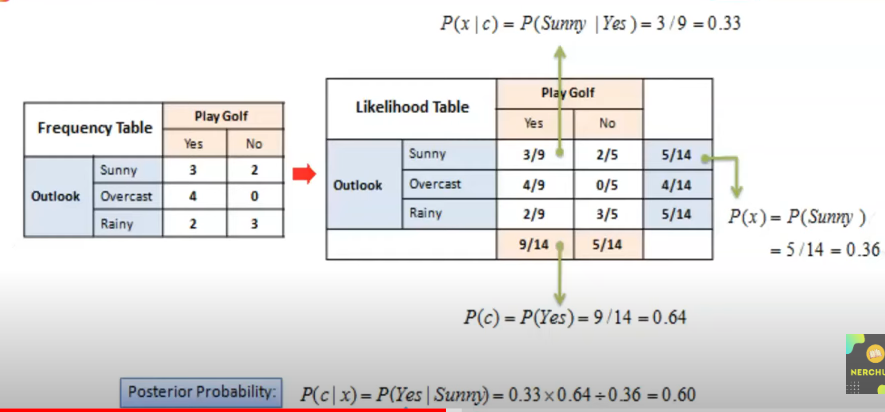 P(x | c) = P(Sunny | Yes) = 3 / 9 = 0.33
Frequency Table
Play Golf
Yes No
Outlook
Sunny 3 2
Overcast 4 0
Rainy 2 3
Likelihood Table
Play Golf
Yes No
Outlook
Sunny 3/9 2/5 5/14
Overcast 4/9 0/5 4/14
Rainy 2/9 3/5 5/14
9/14 5/14
P(x) = P(Sunny)
= 5 / 14 = 0.36
P(c) = P(Yes) = 9 / 14 = 0.64
Posterior Probability: P(c | x) = P(Yes | Sunny) = 0.33 × 0.64 ÷ 0.36 = 0.60